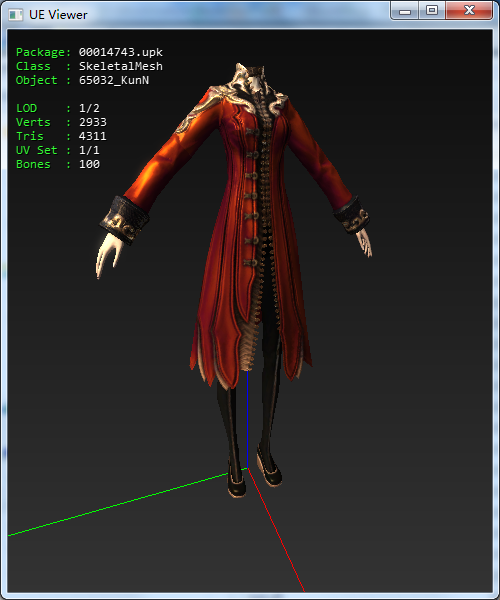 UE Viewer
Package: 00014743.upk
Class  : SkeletalMesh
Object : 65032_KunN
LOD    : 1/2
Verts  : 2933
Tris   : 4311
UV Set : 1/1
Bones  : 100